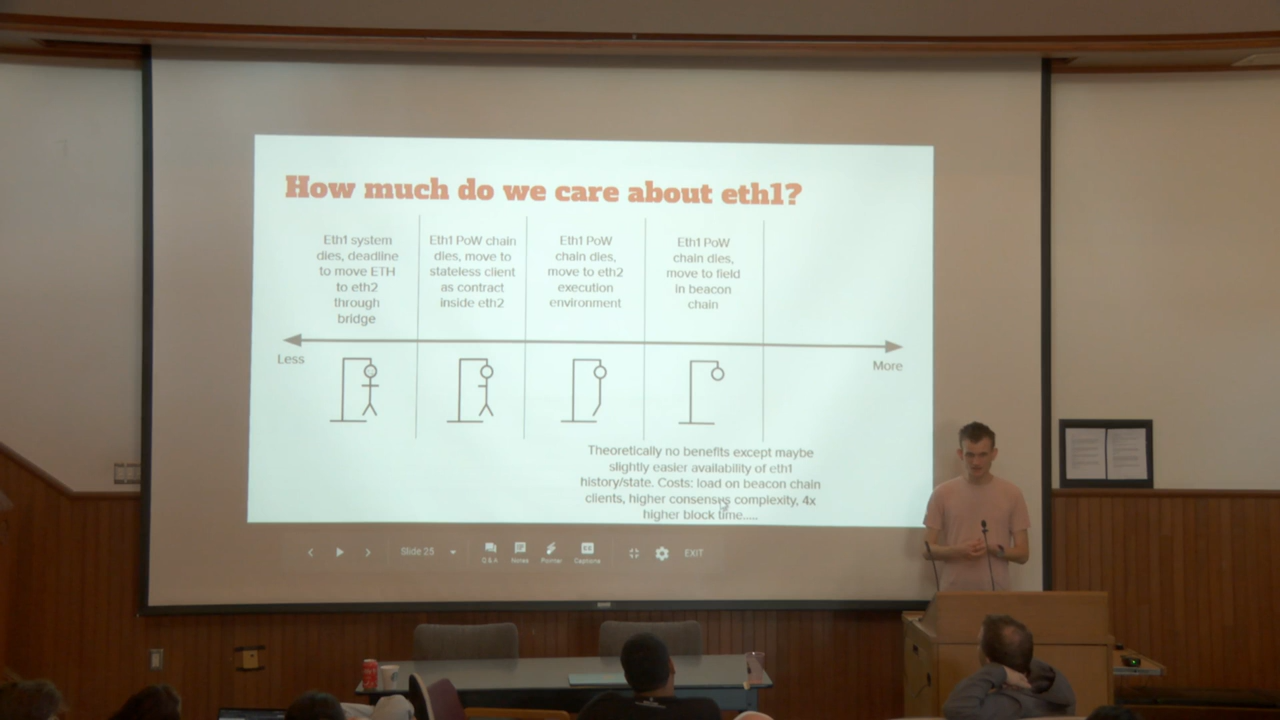 How much do we care about eth1?
Eth1 system
dies, deadline
to move ETH
to eth2
through
bridge
Eth1 PoW chain
dies, move to
stateless client
as contract
inside eth2
Eth1 PoW
chain dies,
move to eth2
execution
environment
Eth1 PoW
chain dies,
move to field
in beacon
chain
Less
More
Theoretically no benefits except maybe
slightly easier availability of eth1
history/state. Costs: load on beacon chain
clients, higher consensus complexity, 4x
higher block time.....
Slide 25
Q&A
Notes
Pointer
Captions
EXIT